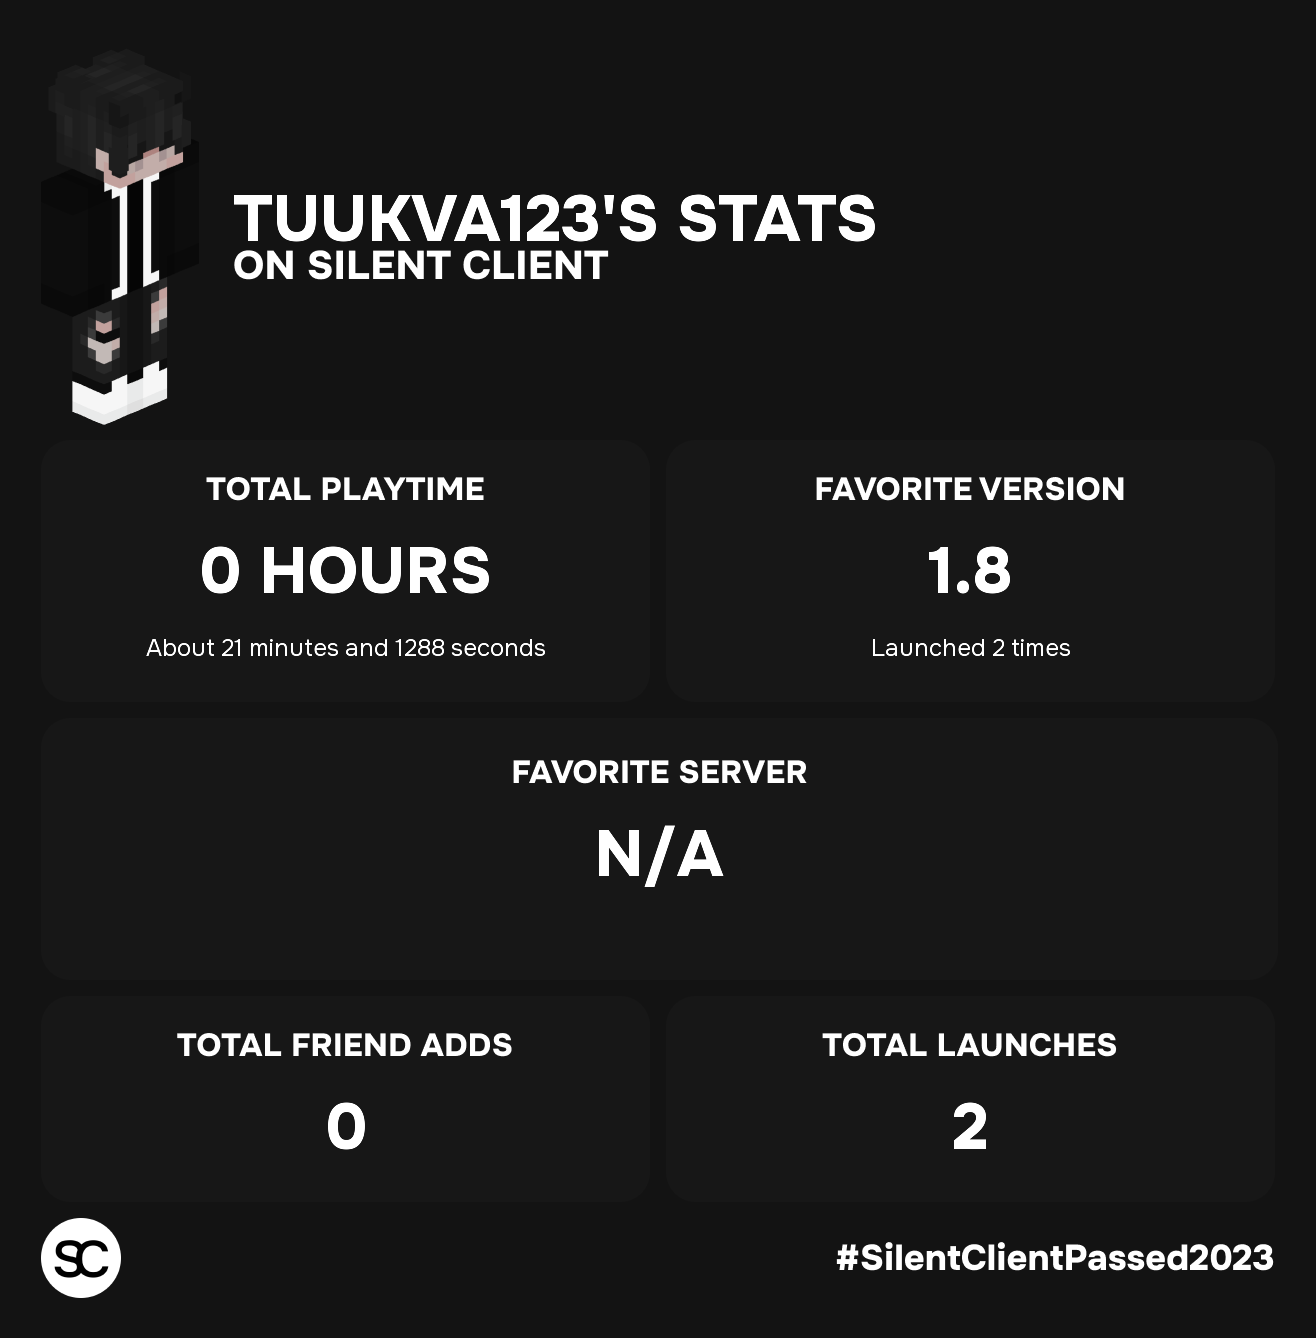 TUUKVA123'S STATS
ON SILENT CLIENT
TOTAL PLAYTIME
0 HOURS
About 21 minutes and 1288 seconds
FAVORITE VERSION
1.8
Launched 2 times
FAVORITE SERVER
N/A
TOTAL FRIEND ADDS
0
TOTAL LAUNCHES
2
SC
#SilentClientPassed2023